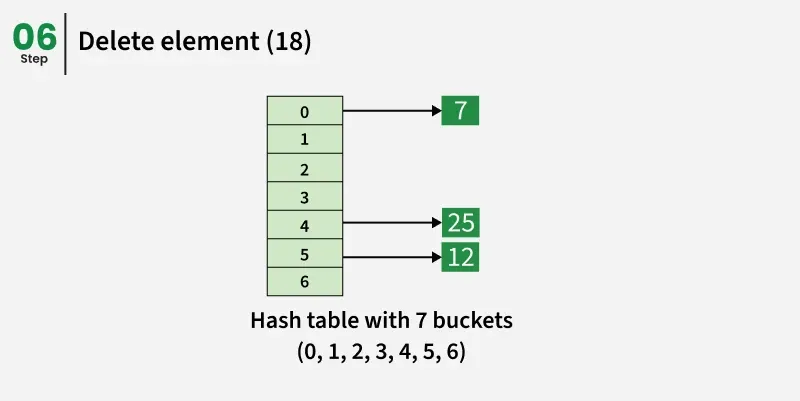 06
Step
Delete element (18)
0
7
1
2
3
4
25
5
12
6
Hash table with 7 buckets
(0, 1, 2, 3, 4, 5, 6)